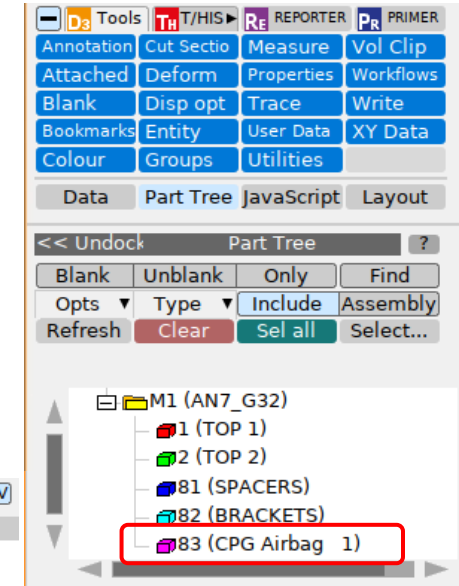 D3 Tools TH T/HIS RE REPORTER PR PRIMER
Annotation Cut Sectio Measure Vol Clip
Attached Deform Properties Workflows
Blank Disp opt Trace Write
Bookmarks Entity User Data XY Data
Colour Groups Utilities
Data Part Tree JavaScript Layout
<< Undock Part Tree ?
Blank Unblank Only Find
Opts ▼ Type ▼ Include Assembly
Refresh Clear Sel all Select...
M1 (AN7_G32)
1 (TOP 1)
2 (TOP 2)
81 (SPACERS)
82 (BRACKETS)
83 (CPG Airbag 1)